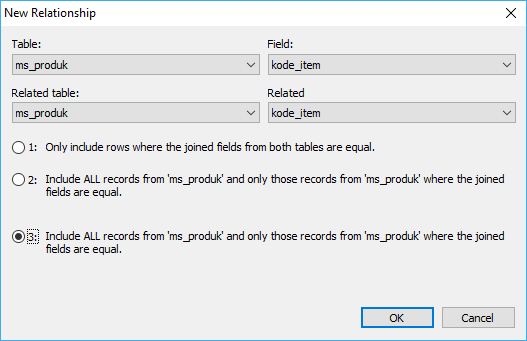 New Relationship
Table: Field:
ms_produk kode_item
Related table: Related
ms_produk kode_item
1: Only include rows where the joined fields from both tables are equal.
2: Include ALL records from 'ms_produk' and only those records from 'ms_produk' where the joined
fields are equal.
3: Include ALL records from 'ms_produk' and only those records from 'ms_produk' where the joined
fields are equal.
OK Cancel